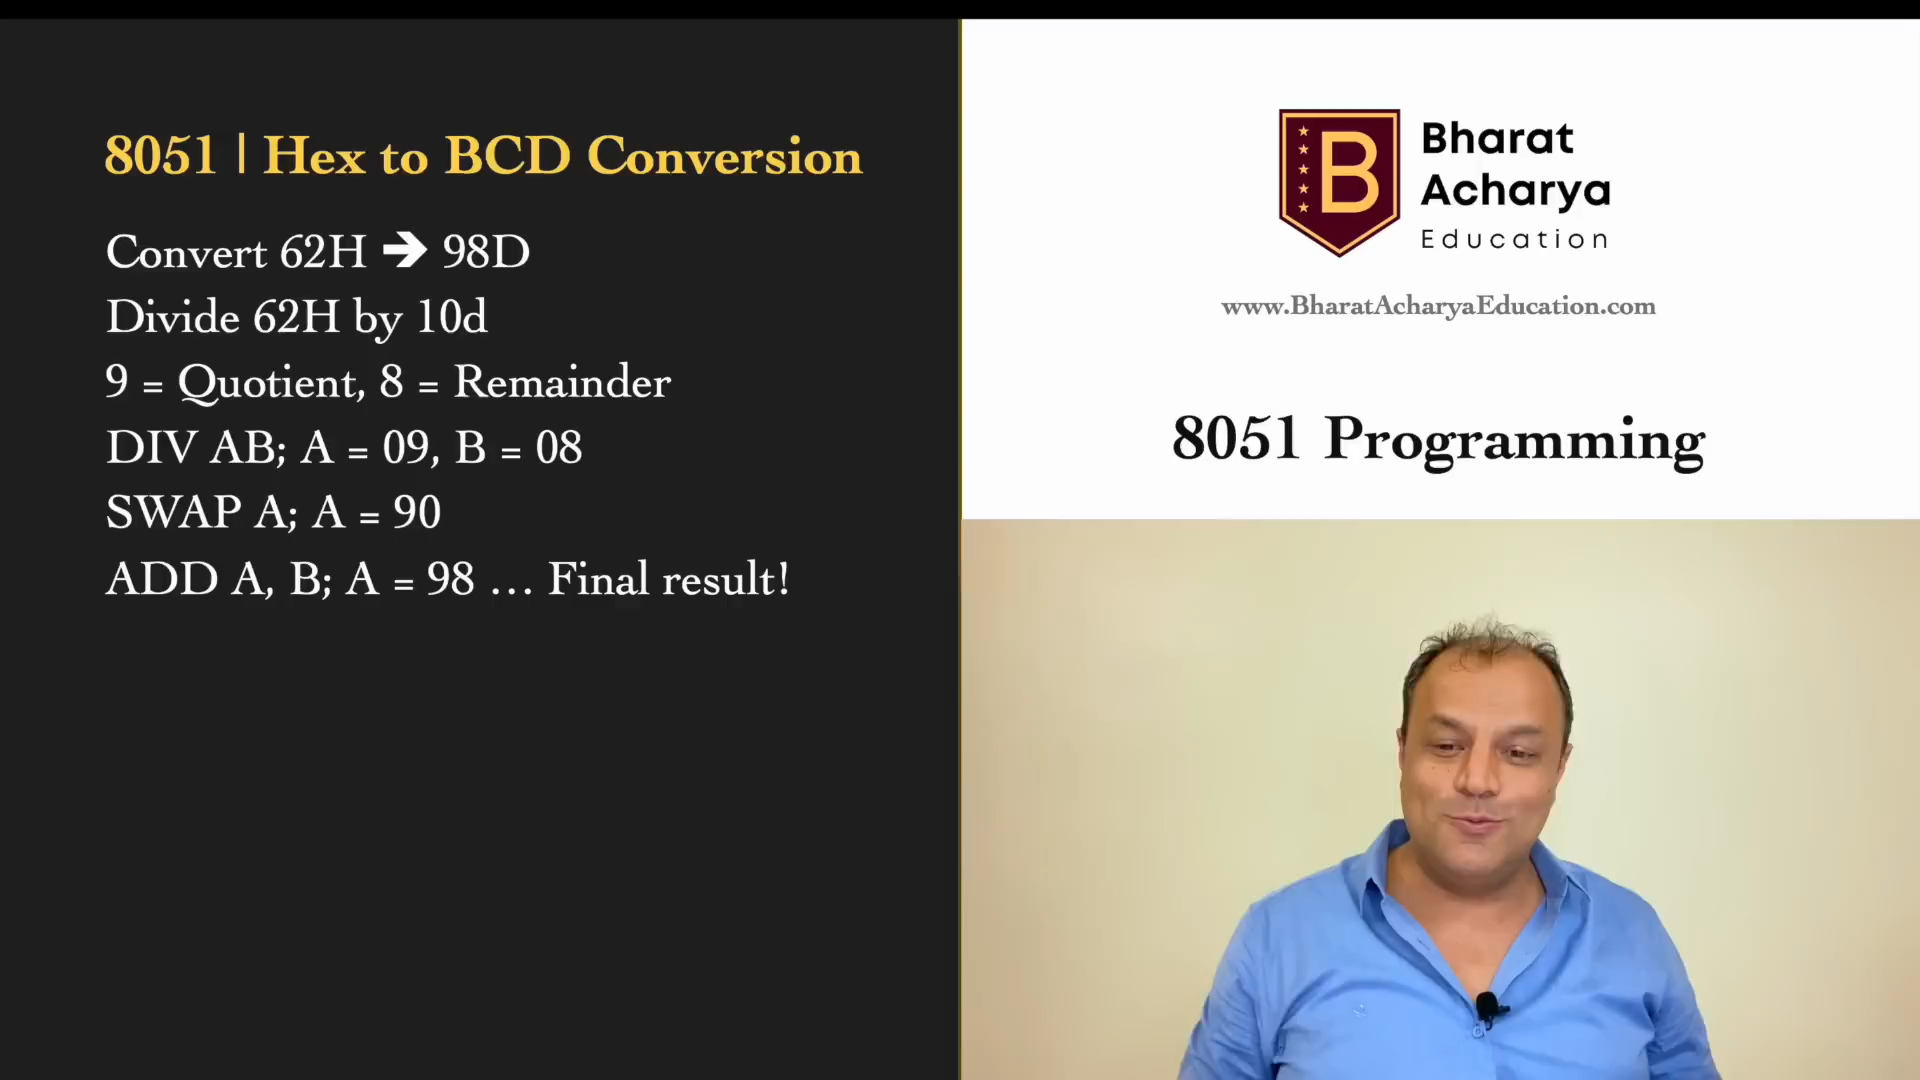 8051 | Hex to BCD Conversion
Convert 62H ➔ 98D
Divide 62H by 10d
9 = Quotient, 8 = Remainder
DIV AB; A = 09, B = 08
SWAP A; A = 90
ADD A, B; A = 98 … Final result!
B
Bharat
Acharya
Education
www.BharatAcharyaEducation.com
8051 Programming